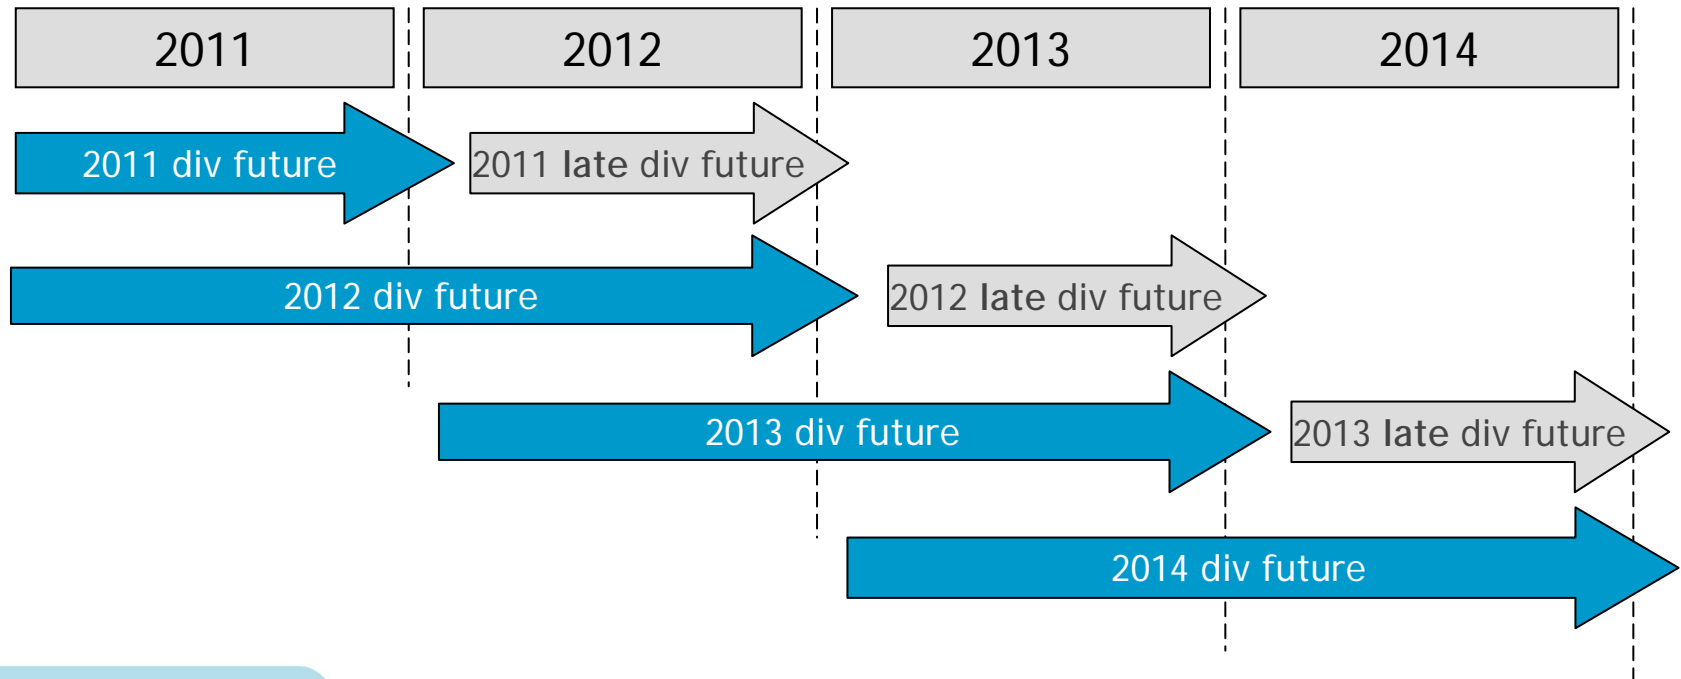 2011
2012
2013
2014
2011 div future
2011 late div future
2012 div future
2012 late div future
2013 div future
2013 late div future
2014 div future